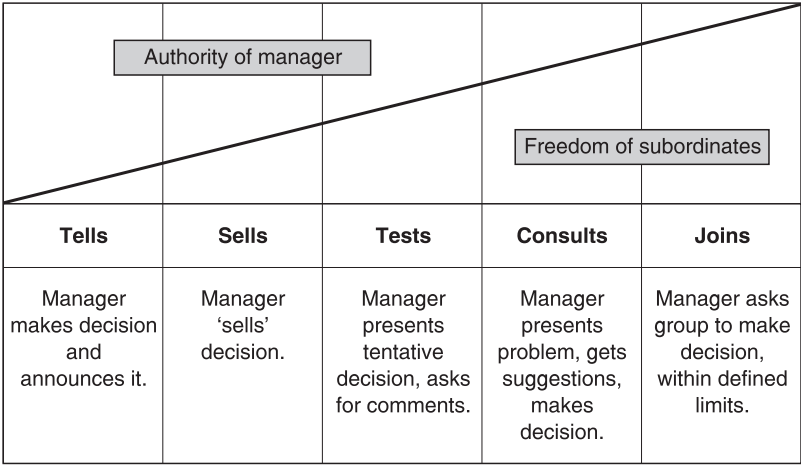 Authority of manager
Freedom of subordinates
Tells
Sells
Tests
Consults
Joins
Manager
makes decision
and
announces it.
Manager
‘sells’
decision.
Manager
presents
tentative
decision, asks
for comments.
Manager
presents
problem, gets
suggestions,
makes
decision.
Manager asks
group to make
decision,
within defined
limits.